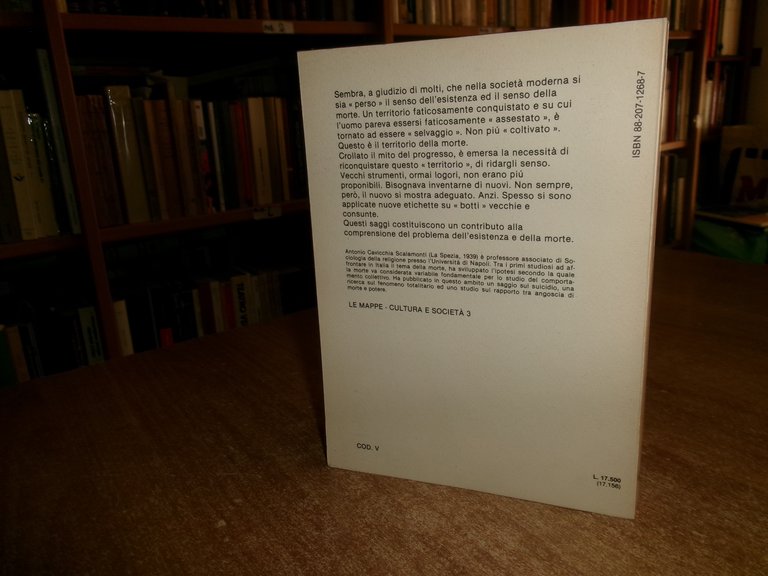 Sembra, a giudizio di molti, che nella società moderna si
sia « perso » il senso dell'esistenza ed il senso della
morte. Un territorio faticosamente conquistato e su cui
l'uomo pareva essersi faticosamente « assestato », è
tornato ad essere « selvaggio ». Non più « coltivato ».
Questo è il territorio della morte.
Crollato il mito del progresso, è emersa la necessità di
riconquistare questo « territorio », di ridargli senso.
Vecchi strumenti, ormai logori, non erano più
proponibili. Bisognava inventarne di nuovi. Non sempre,
però, il nuovo si mostra adeguato. Anzi. Spesso si sono
applicate nuove etichette su « botti » vecchie e
consunte.
Questi saggi costituiscono un contributo alla
comprensione del problema dell'esistenza e della morte.
Antonio Cavicchia Scalamonti (La Spezia, 1939) è professore associato di So-
ciologia della religione presso l'Università di Napoli. Tra i primi studiosi ad af-
frontare in Italia il tema della morte, ha sviluppato l'ipotesi secondo la quale
la morte va considerata variabile fondamentale per lo studio del comporta-
mento collettivo. Ha pubblicato in questo ambito un saggio sul suicidio, una
ricerca sul fenomeno totalitario ed uno studio sul rapporto tra angoscia di
morte e potere.
LE MAPPE - CULTURA E SOCIETÀ 3
COD. V
L. 17.500
(17.156)
ISBN 88-207-1268-7